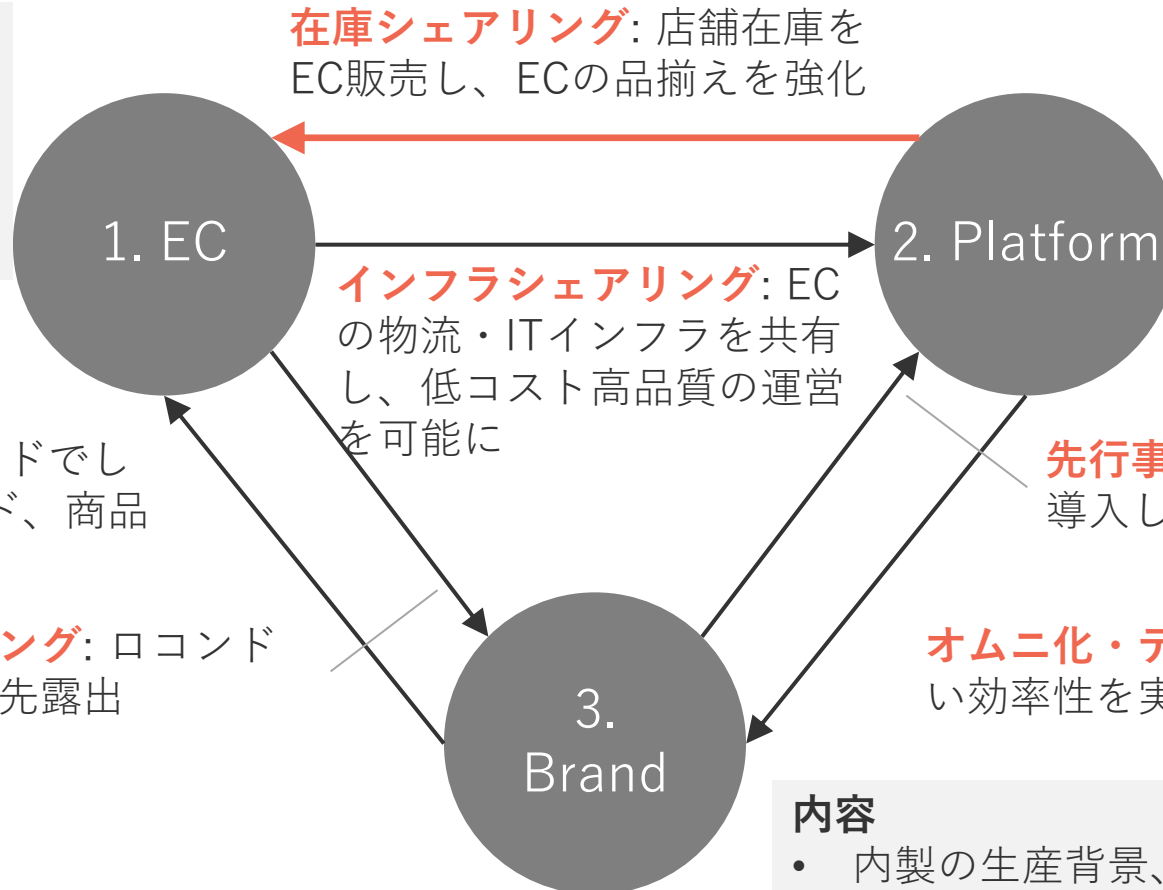 在庫シェアリング: 店舗在庫を
EC販売し、ECの品揃えを強化
1. EC
2. Platform
インフラシェアリング: EC
の物流・ITインフラを共有
し、低コスト高品質の運営
を可能に
ドでし
ド、商品
先行事
導入し
ング: ロコンド
先露出
オムニ化・デ
い効率性を実
3.
Brand
内容
• 内製の生産背景、